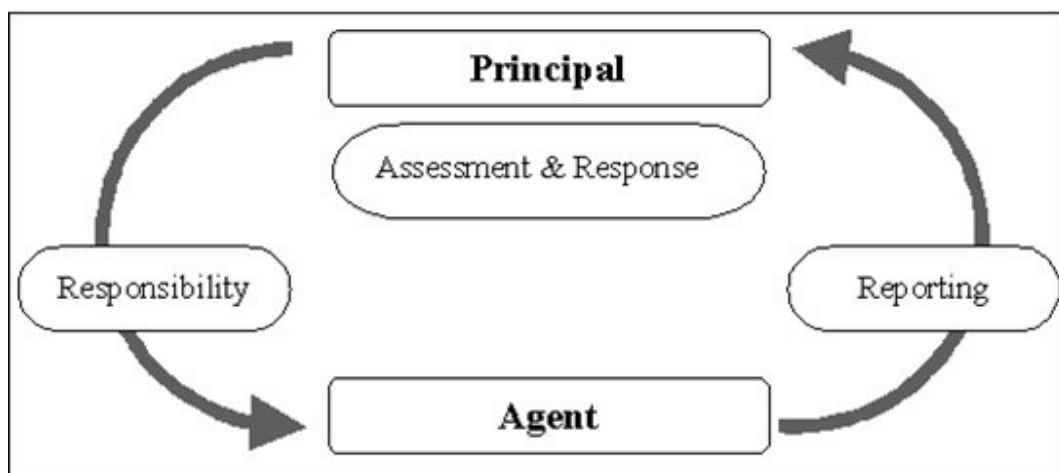 Principal
Assessment & Response
Responsibility
Reporting
Agent